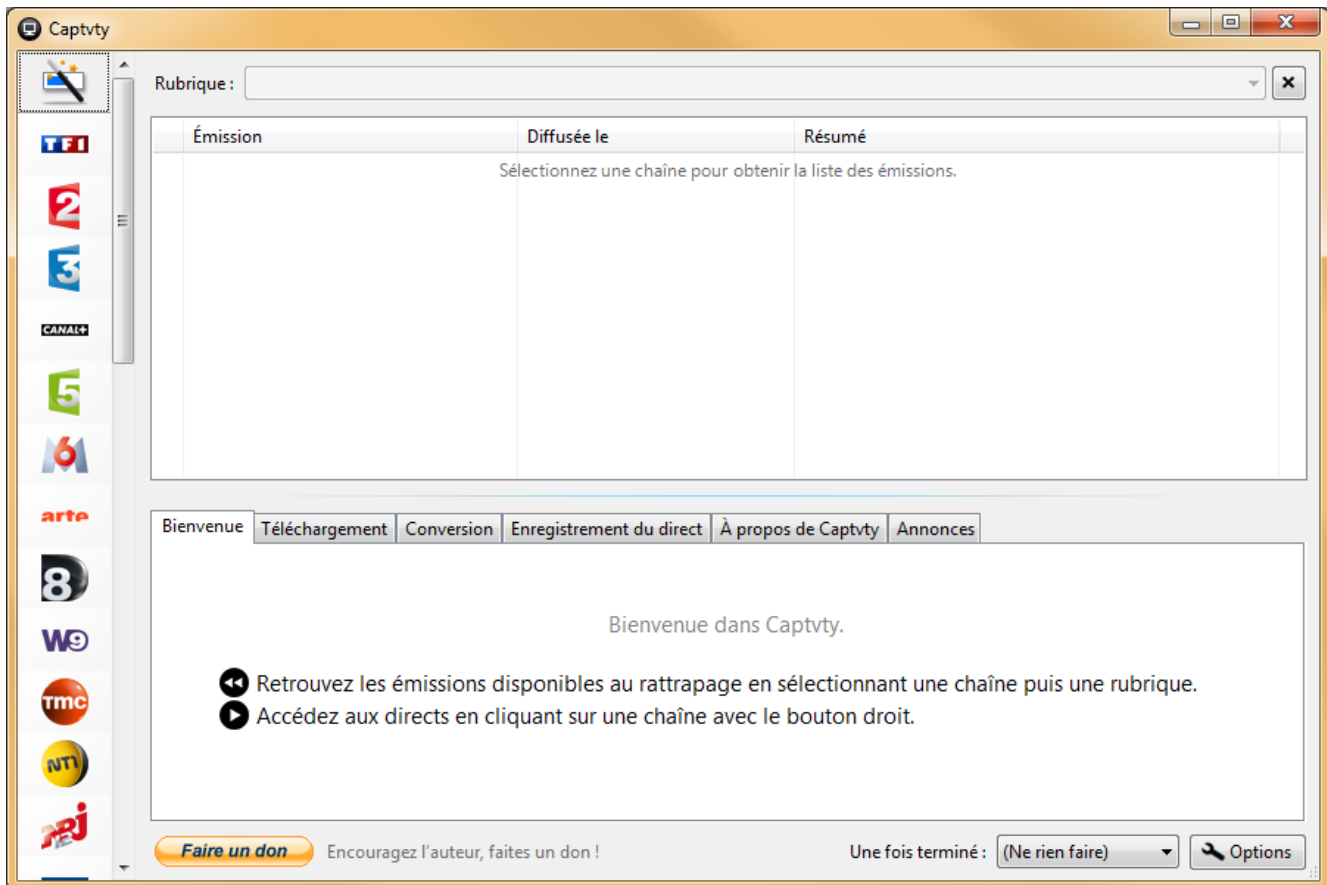 Captvty
Rubrique :
Émission Diffusée le Résumé
Sélectionnez une chaîne pour obtenir la liste des émissions.
TF1
2
3
CANAL+
5
M6
arte
D8
W9
TMC
NT1
NRJ
12
Bienvenue Téléchargement Conversion Enregistrement du direct À propos de Captvty Annonces
Bienvenue dans Captvty.
Retrouvez les émissions disponibles au rattrapage en sélectionnant une chaîne puis une rubrique.
Accédez aux directs en cliquant sur une chaîne avec le bouton droit.
Faire un don Encouragez l'auteur, faites un don ! Une fois terminé : (Ne rien faire) Options